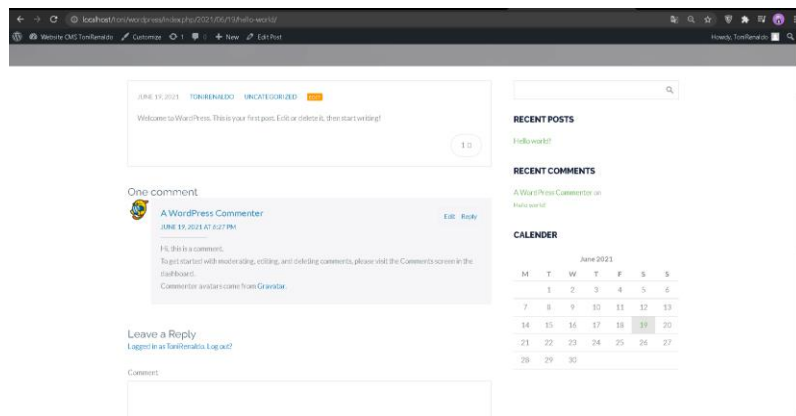 localhost/toni/wordpress/index.php/2021/06/19/hello-world/
Website CMS ToniRenaldo Customize 1 0 + New Edit Post
Howdy, ToniRenaldo
JUNE 19, 2021 TONIRENALDO UNCATEGORIZED EDIT
Welcome to WordPress. This is your first post. Edit or delete it, then start writing!
1
One comment
A WordPress Commenter
Edit Reply
JUNE 19, 2021 AT 8:27 PM
Hi, this is a comment.
To get started with moderating, editing, and deleting comments, please visit the Comments screen in the
dashboard.
Commenter avatars come from Gravatar.
Leave a Reply
Logged in as ToniRenaldo. Log out?
Comment
RECENT POSTS
Hello world!
RECENT COMMENTS
A WordPress Commenter on
Hello world!
CALENDER
June 2021
M T W T F S S
1 2 3 4 5 6
7 8 9 10 11 12 13
14 15 16 17 18 19 20
21 22 23 24 25 26 27
28 29 30